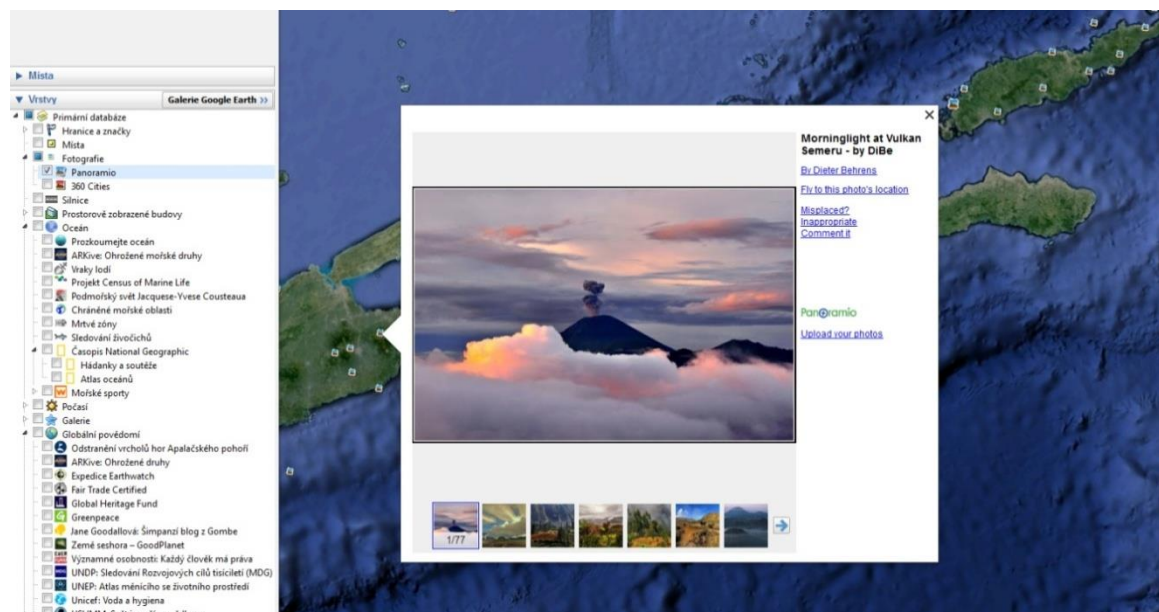 Místa
Vrstvy
Galerie Google Earth >>
Primární databáze
Hranice a značky
Místa
Fotografie
Panoramio
360 Cities
Silnice
Prostorově zobrazené budovy
Oceán
Prozkoumejte oceán
ARKive: Ohrožené mořské druhy
Vraky lodí
Projekt Census of Marine Life
Podmořský svět Jacquese-Yvese Cousteaua
Chráněné mořské oblasti
Mrtvé zóny
Sledování živočichů
Časopis National Geographic
Hádanky a soutěže
Atlas oceánů
Mořské sporty
Počasí
Galerie
Globální povědomí
Odstranění vrcholů hor Apalačského pohoří
ARKive: Ohrožené druhy
Expedice Earthwatch
Fair Trade Certified
Global Heritage Fund
Greenpeace
Jane Goodallová: Šimpanzí blog z Gombe
Země seshora – GoodPlanet
Významné osobnosti: Každý člověk má práva
UNDP: Sledování Rozvojových cílů tisíciletí (MDG)
UNEP: Atlas měnícího se životního prostředí
Unicef: Voda a hygiena
Morninglight at Vulkan
Semeru - by DiBe
By Dieter Behrens
Fly to this photo's location
Misplaced?
Inappropriate
Comment it
Panoramio
Upload your photos
1/77